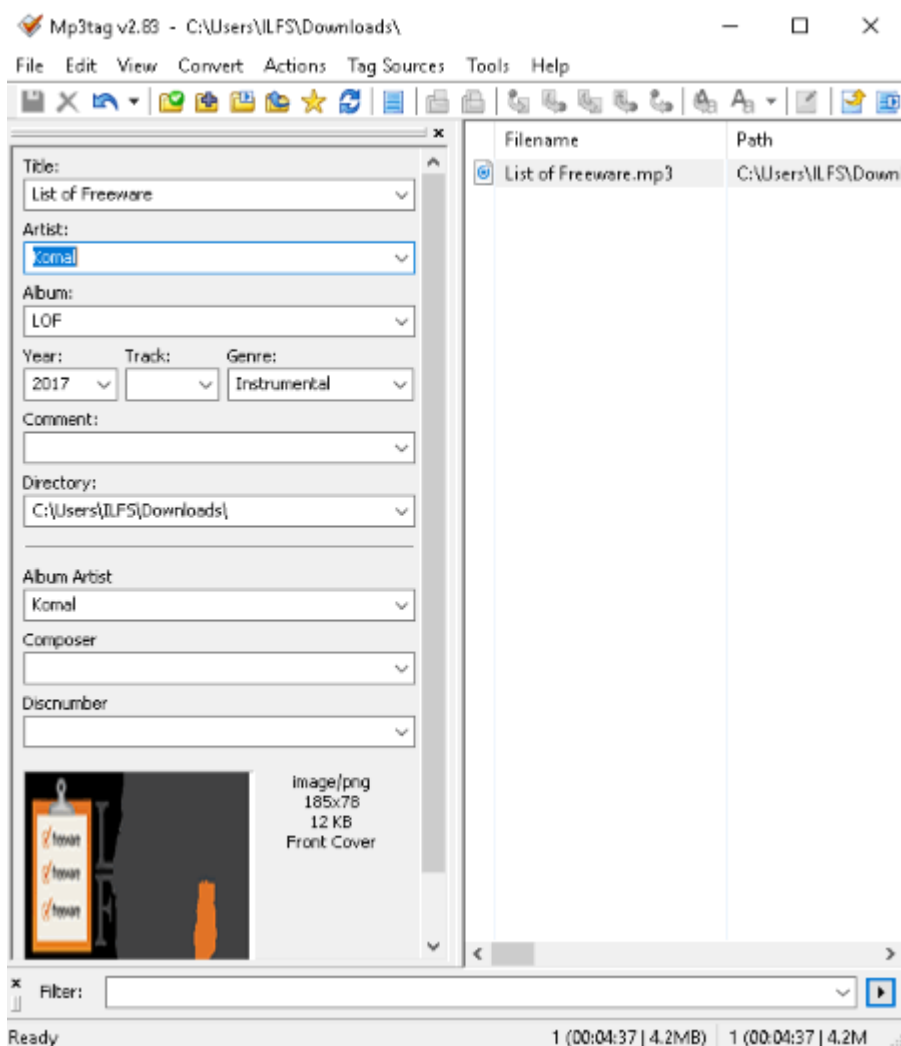 Mp3tag v2.83 - C:\Users\ILFS\Downloads\
File Edit View Convert Actions Tag Sources Tools Help
Filename Path
List of Freeware.mp3 C:\Users\ILFS\Down
Title:
List of Freeware
Artist:
Komal
Album:
LOF
Year: Track: Genre:
2017 Instrumental
Comment:
Directory:
C:\Users\ILFS\Downloads\
Album Artist
Komal
Composer
Discnumber
image/png
185x78
12 KB
Front Cover
freeware
freeware
freeware
L
F
Filter:
Ready 1 (00:04:37 | 4.2MB) 1 (00:04:37 | 4.2M